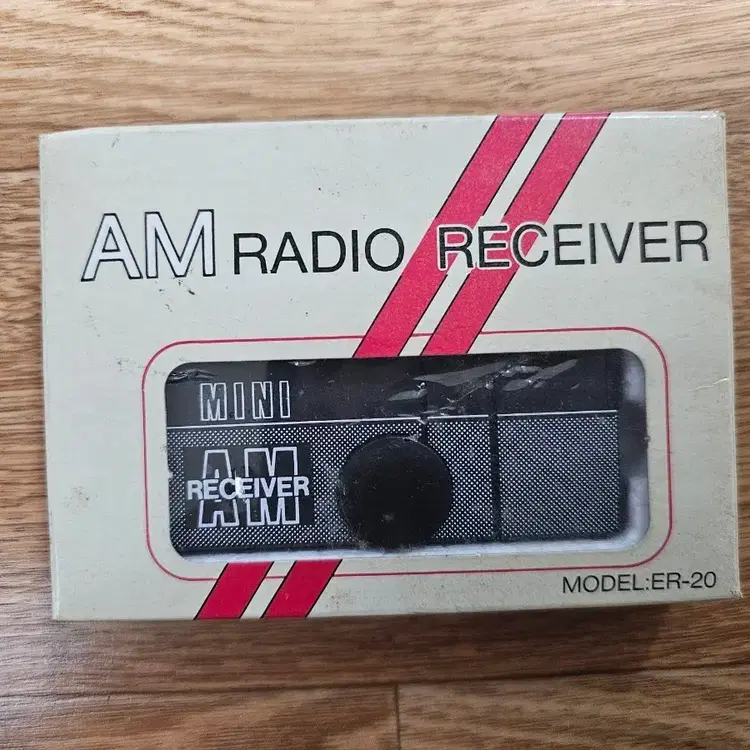 AM RADIO RECEIVER
MINI
AM
RECEIVER
MODEL:ER-20